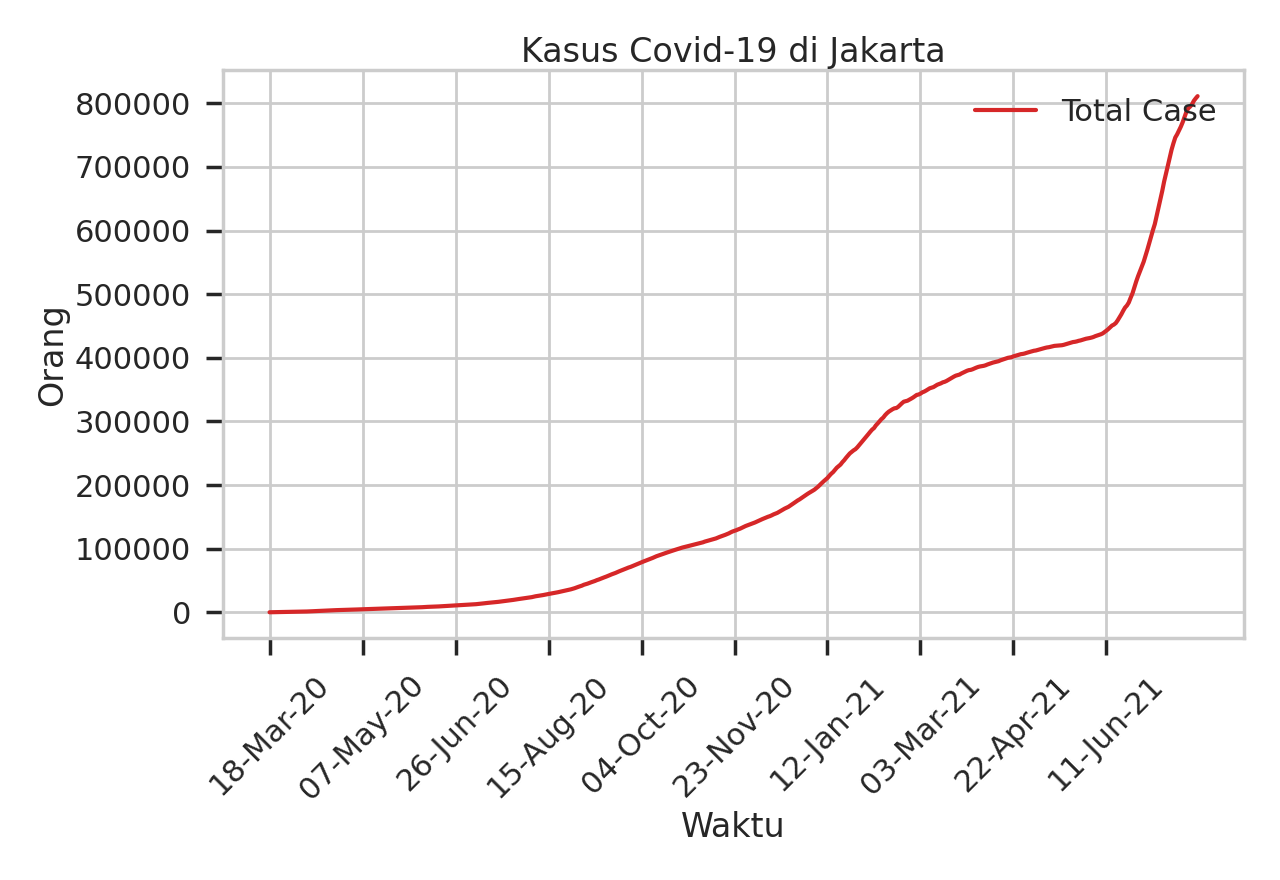 Kasus Covid-19 di Jakarta
Total Case
Orang
800000
700000
600000
500000
400000
300000
200000
100000
0
18-Mar-20
07-May-20
26-Jun-20
15-Aug-20
04-Oct-20
23-Nov-20
12-Jan-21
03-Mar-21
22-Apr-21
11-Jun-21
Waktu